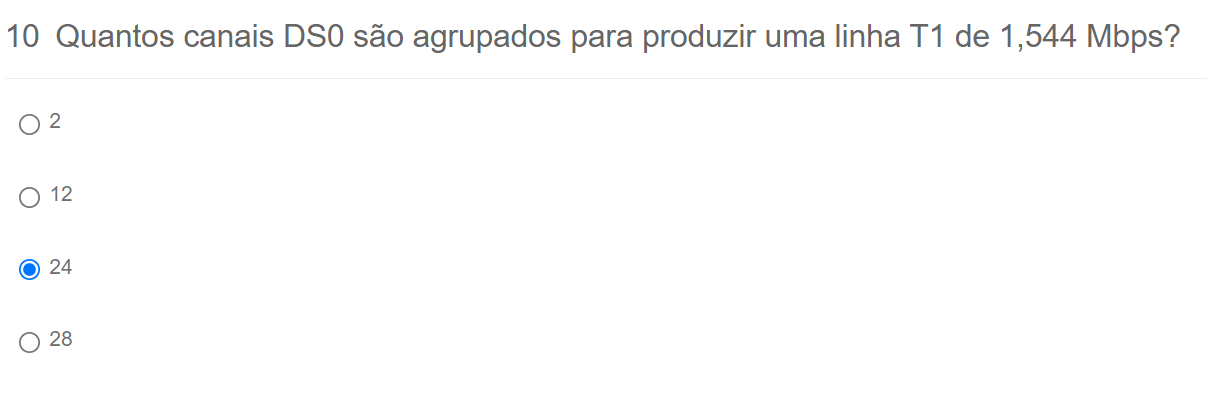 10 Quantos canais DS0 são agrupados para produzir uma linha T1 de 1,544 Mbps?
2
12
24
28